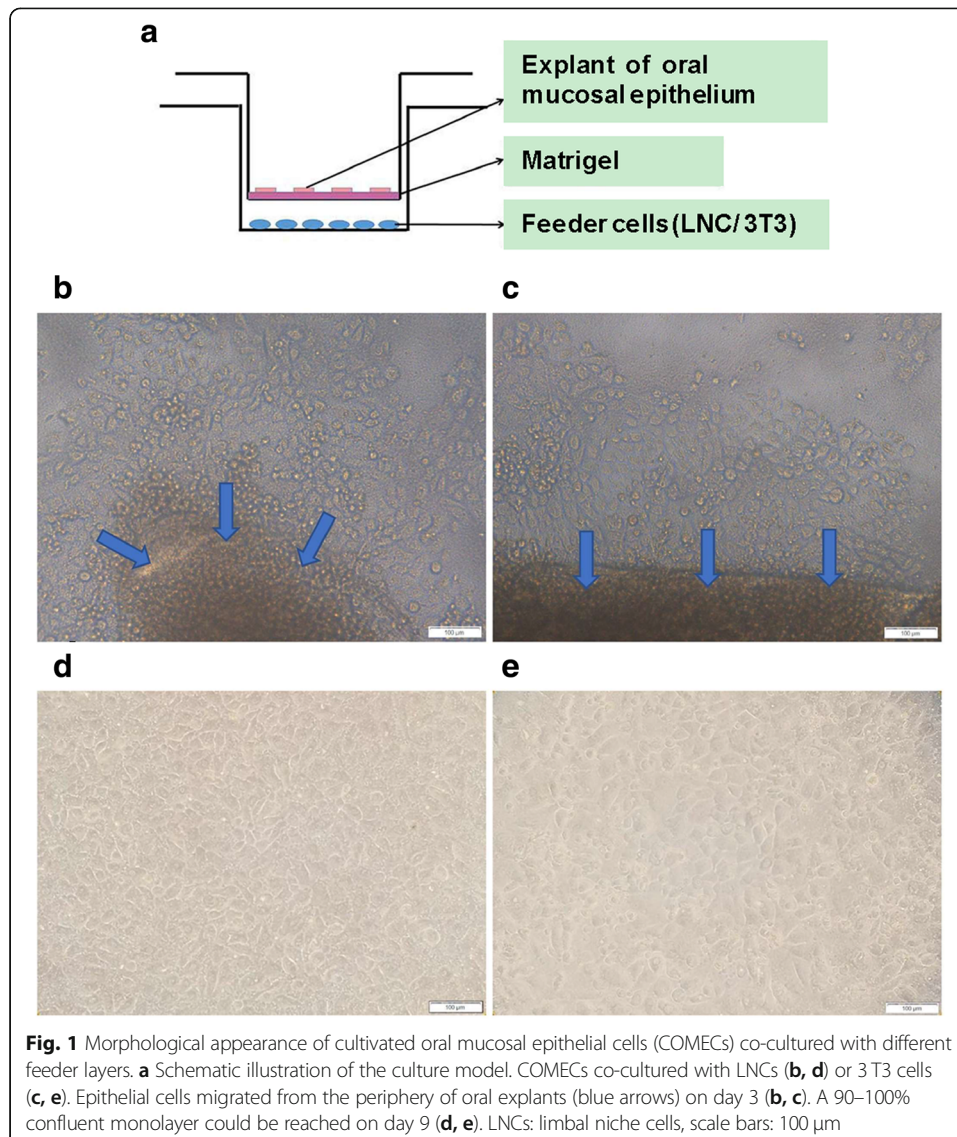 a
Explant of oral
mucosal epithelium
Matrigel
Feeder cells (LNC/ 3T3)
b
c
100 µm
100 µm
d
e
100 µm
100 µm
Fig. 1 Morphological appearance of cultivated oral mucosal epithelial cells (COMECs) co-cultured with different
feeder layers. a Schematic illustration of the culture model. COMECs co-cultured with LNCs (b, d) or 3 T3 cells
(c, e). Epithelial cells migrated from the periphery of oral explants (blue arrows) on day 3 (b, c). A 90–100%
confluent monolayer could be reached on day 9 (d, e). LNCs: limbal niche cells, scale bars: 100 μm